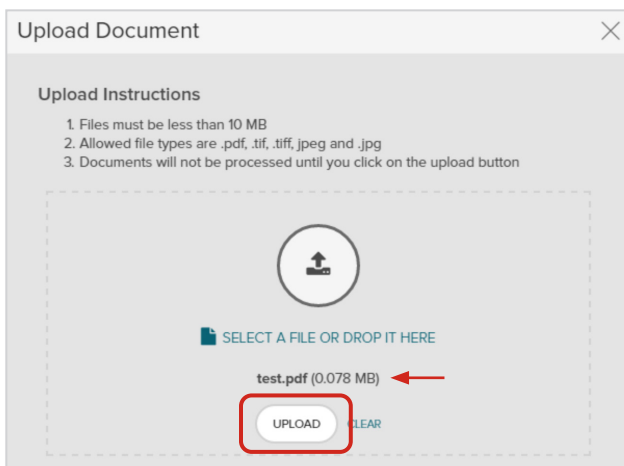 Upload Document
Upload Instructions
1. Files must be less than 10 MB
2. Allowed file types are .pdf, .tif, .tiff, jpeg and .jpg
3. Documents will not be processed until you click on the upload button
SELECT A FILE OR DROP IT HERE
test.pdf (0.078 MB)
UPLOAD CLEAR